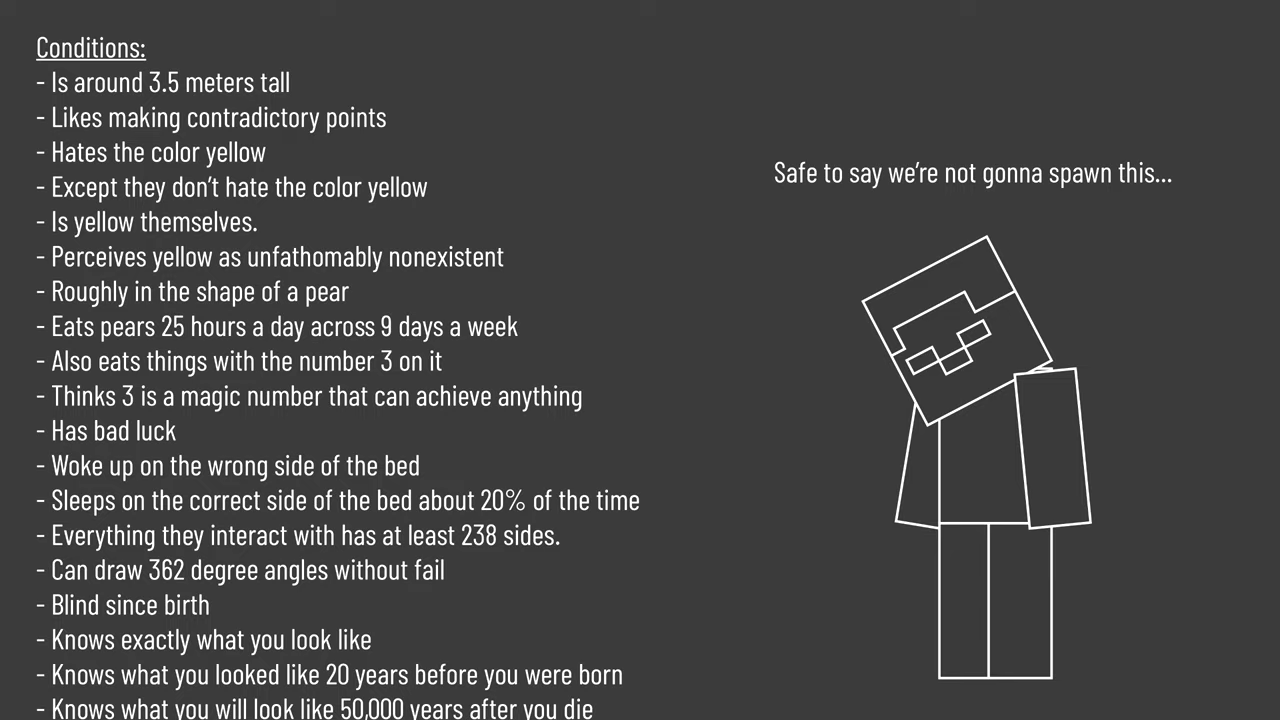 Conditions:
- Is around 3.5 meters tall
- Likes making contradictory points
- Hates the color yellow
- Except they don't hate the color yellow
- Is yellow themselves.
- Perceives yellow as unfathomably nonexistent
- Roughly in the shape of a pear
- Eats pears 25 hours a day across 9 days a week
- Also eats things with the number 3 on it
- Thinks 3 is a magic number that can achieve anything
- Has bad luck
- Woke up on the wrong side of the bed
- Sleeps on the correct side of the bed about 20% of the time
- Everything they interact with has at least 238 sides.
- Can draw 362 degree angles without fail
- Blind since birth
- Knows exactly what you look like
- Knows what you looked like 20 years before you were born
- Knows what you will look like 50,000 years after you die
Safe to say we're not gonna spawn this...